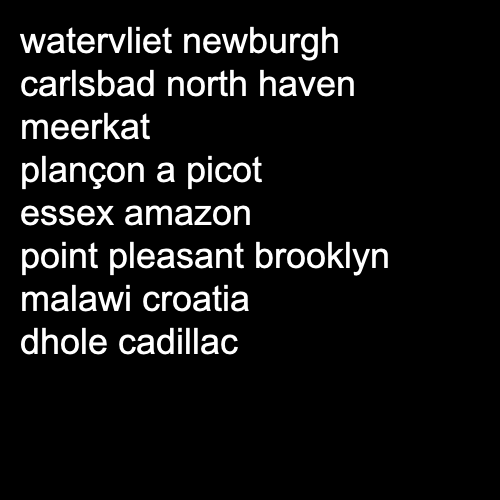 watervliet newburgh
carlsbad north haven
meerkat
plançon a picot
essex amazon
point pleasant brooklyn
malawi croatia
dhole cadillac